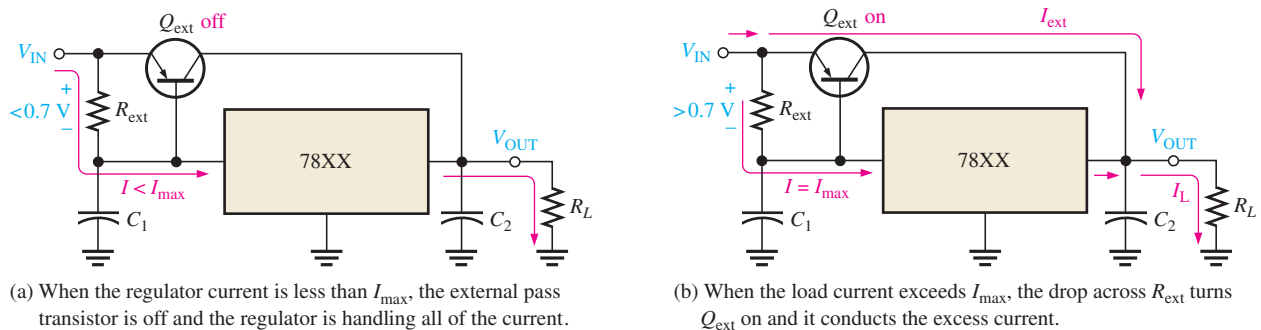 Q_ext off
V_IN
+
<0.7 V
–
R_ext
78XX
V_OUT
I < I_max
C_1
C_2
R_L
(a) When the regulator current is less than I_max, the external pass
transistor is off and the regulator is handling all of the current.
Q_ext on
I_ext
V_IN
+
>0.7 V
–
R_ext
78XX
V_OUT
I = I_max
I_L
C_1
C_2
R_L
(b) When the load current exceeds I_max, the drop across R_ext turns
Q_ext on and it conducts the excess current.